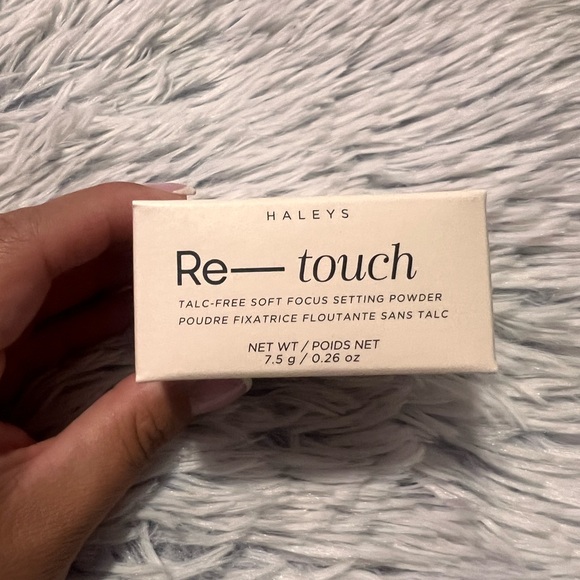 HALEYS
Re— touch
TALC-FREE SOFT FOCUS SETTING POWDER
POUDRE FIXATRICE FLOUTANTE SANS TALC
NET WT / POIDS NET
7.5 g / 0.26 oz